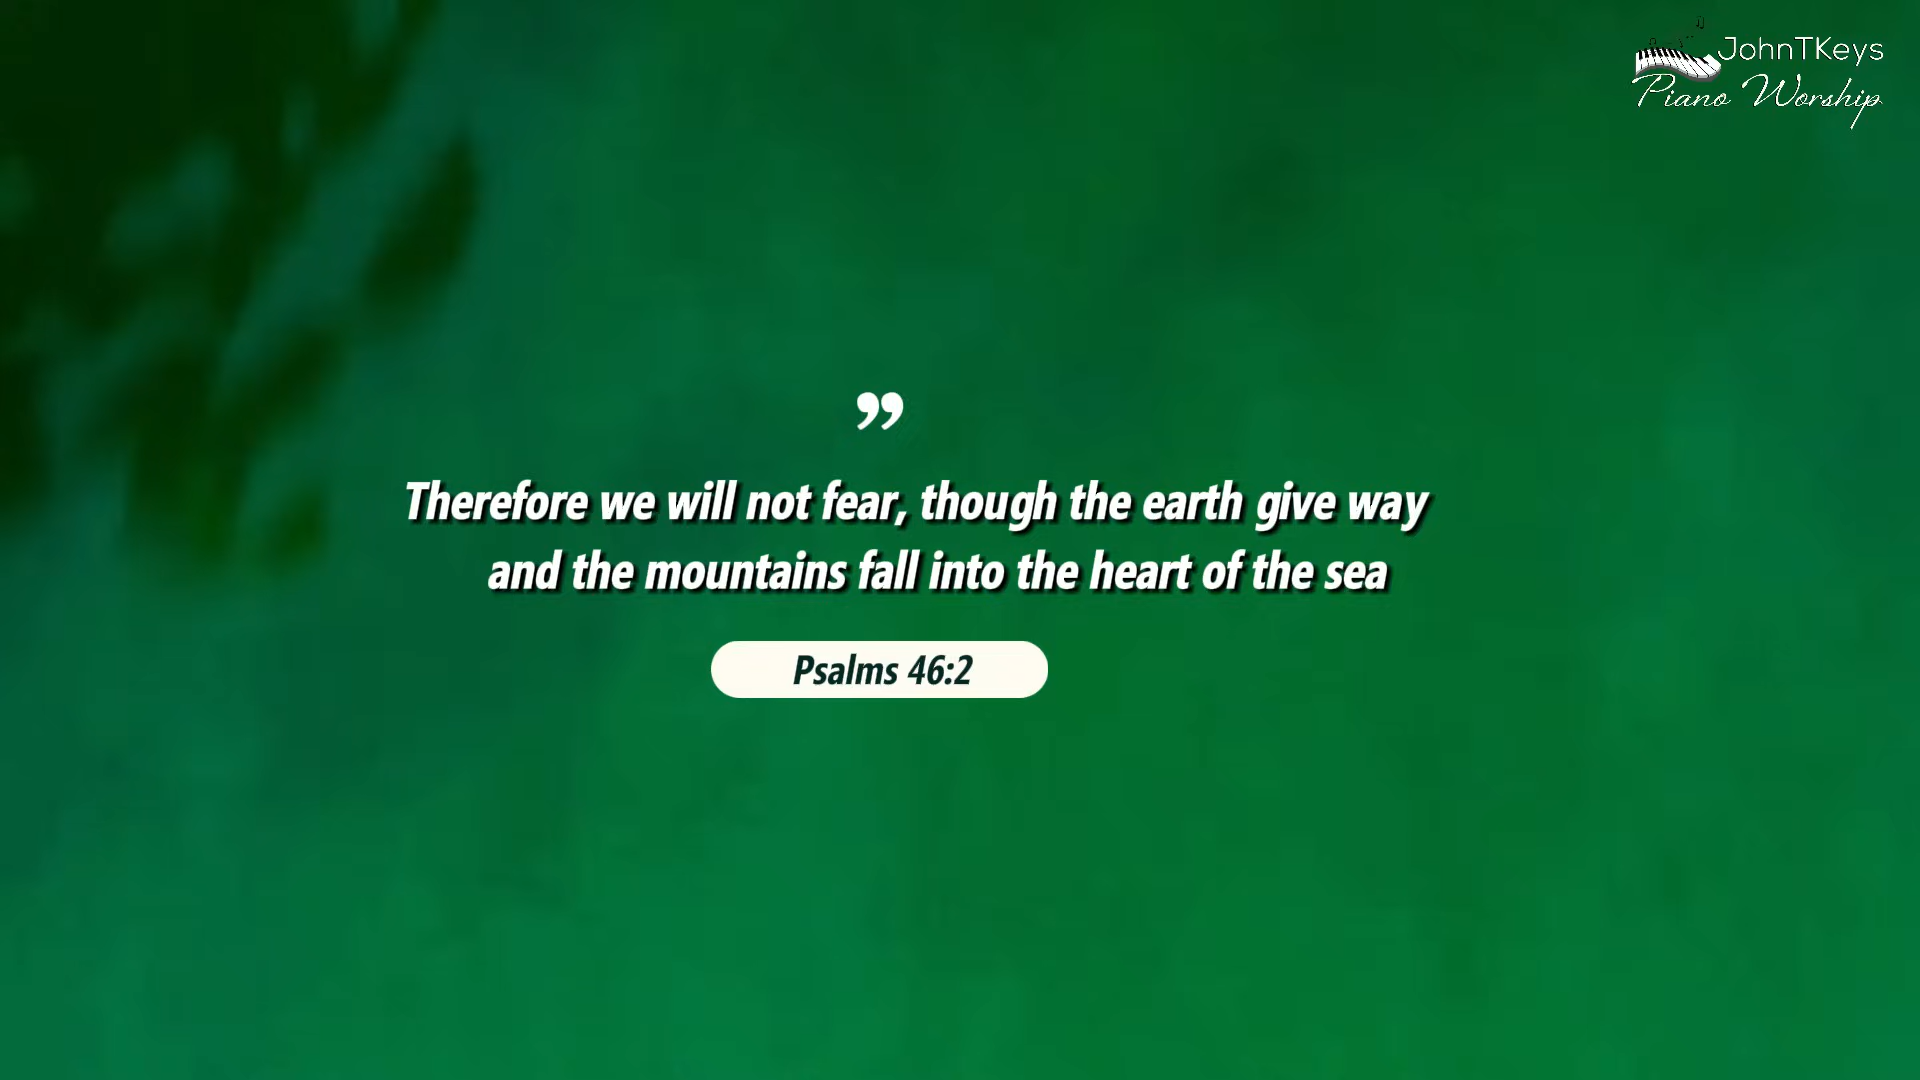 JohnTKeys
Piano Worship
”
Therefore we will not fear, though the earth give way
and the mountains fall into the heart of the sea
Psalms 46:2